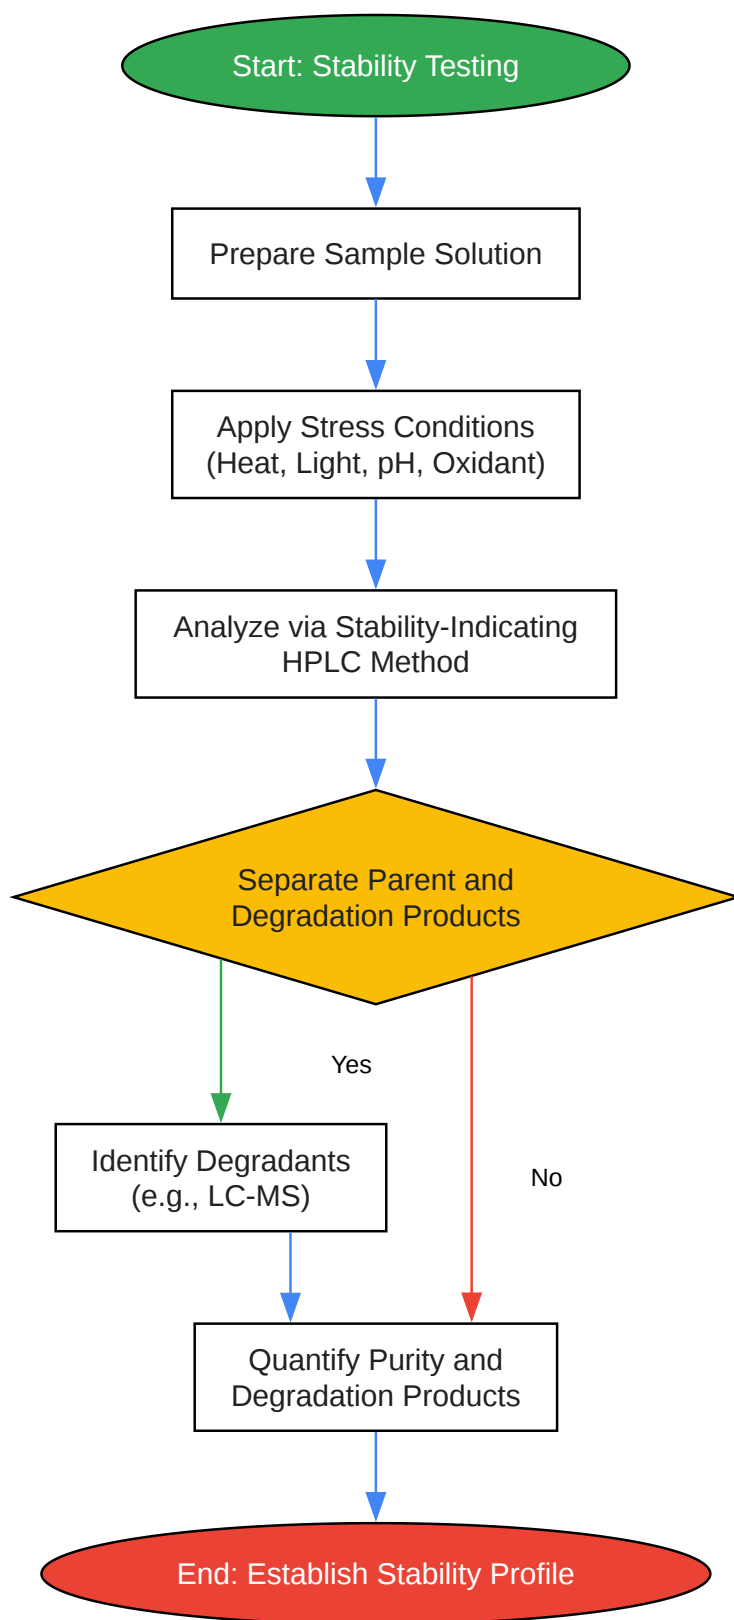 Start: Stability Testing
Prepare Sample Solution
Apply Stress Conditions
(Heat, Light, pH, Oxidant)
Analyze via Stability-Indicating
HPLC Method
Separate Parent and
Degradation Products
Yes
Identify Degradants
(e.g., LC-MS)
No
Quantify Purity and
Degradation Products
End: Establish Stability Profile